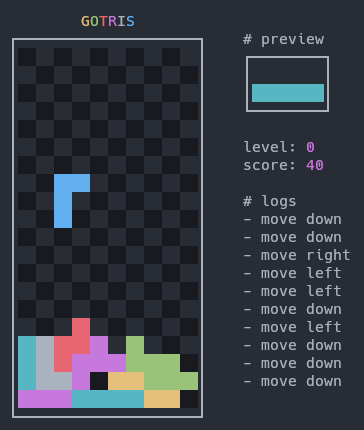 GOTRIS
# preview
level: 0
score: 40
# logs
- move down
- move down
- move right
- move left
- move left
- move down
- move left
- move down
- move down
- move down